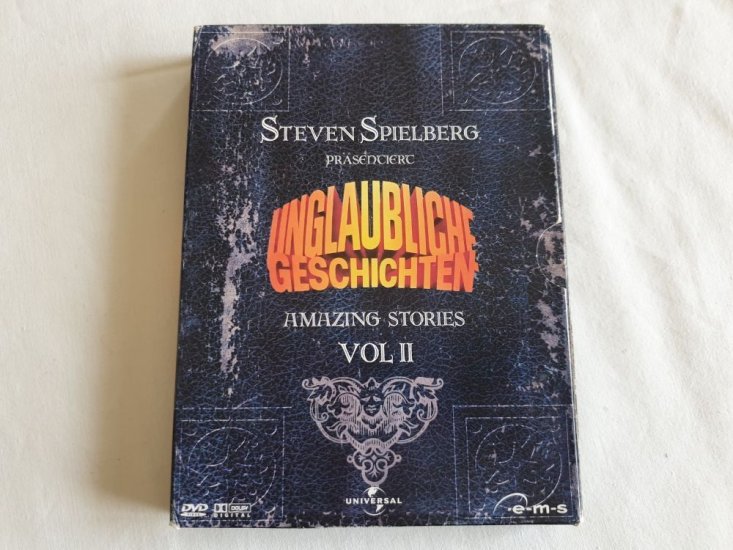 STEVEN SPIELBERG
PRÄSENTIERT
UNGLAUBLICHE
GESCHICHTEN
AMAZING STORIES
VOL II
DVD
DOLBY
DIGITAL
UNIVERSAL
e-m-s